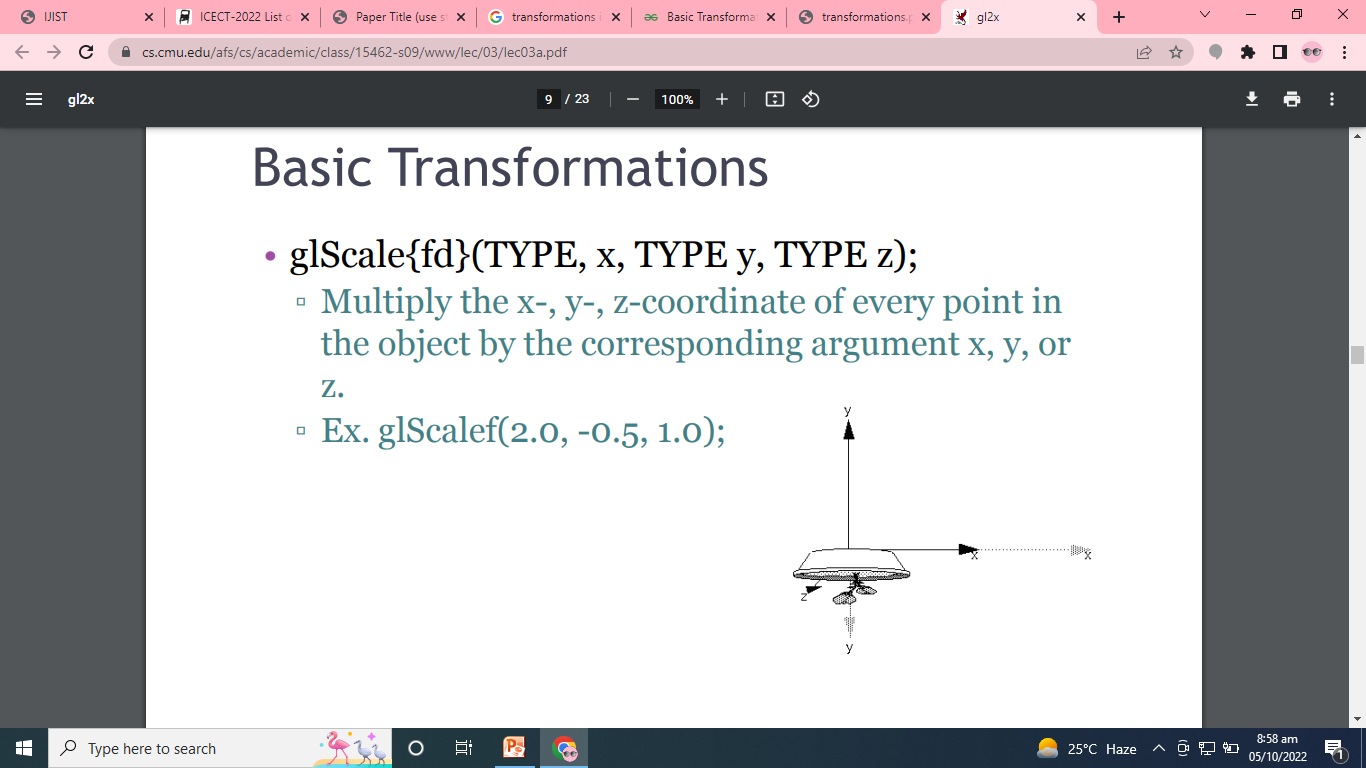 IJIST
ICECT-2022 List o
Paper Title (use s
transformations i
Basic Transforma
transformations.p
gl2x
cs.cmu.edu/afs/cs/academic/class/15462-s09/www/lec/03/lec03a.pdf
gl2x
9 / 23
100%
Basic Transformations
• glScale{fd}(TYPE, x, TYPE y, TYPE z);
▫ Multiply the x-, y-, z-coordinate of every point in
the object by the corresponding argument x, y, or
z.
▫ Ex. glScalef(2.0, -0.5, 1.0);
y
x
x
z
y
Type here to search
25°C Haze
8:58 am
05/10/2022
1